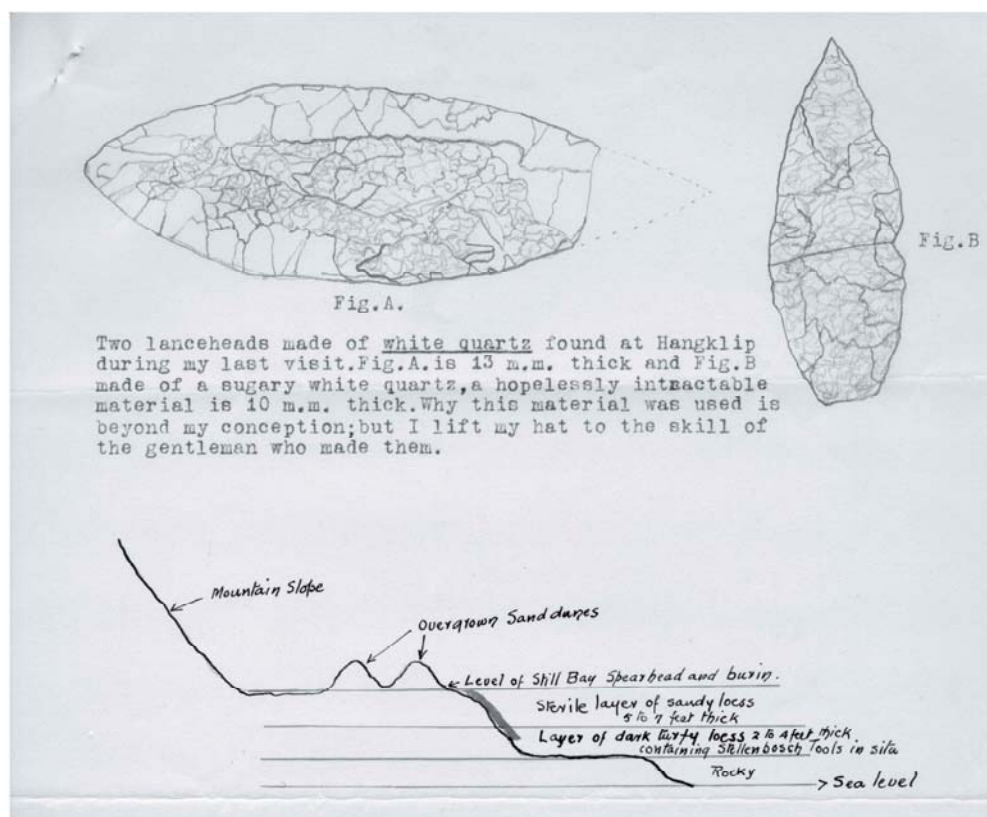 Fig.A.
Fig.B
Two lanceheads made of white quartz found at Hangklip
during my last visit.Fig.A.is 13 m.m. thick and Fig.B
made of a sugary white quartz,a hopelessly intractable
material is 10 m.m. thick.Why this material was used is
beyond my conception;but I lift my hat to the skill of
the gentleman who made them.
Mountain Slope
Overgrown Sand dunes
Level of Still Bay Spearhead and burin.
Sterile layer of sandy loess
5 to 7 feet thick
Layer of dark turfy loess 2 to 4 feet thick.
containing Stellenbosch Tools in situ
Rocky
Sea level